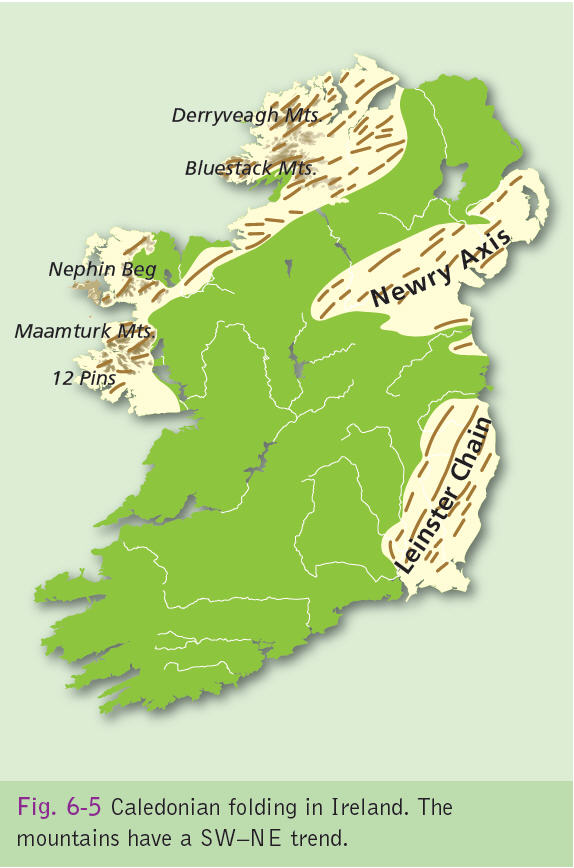 Derryveagh Mts.
Bluestack Mts.
Newry Axis
Nephin Beg
Maamturk Mts.
12 Pins
Leinster Chain
Fig. 6-5 Caledonian folding in Ireland. The
mountains have a SW–NE trend.